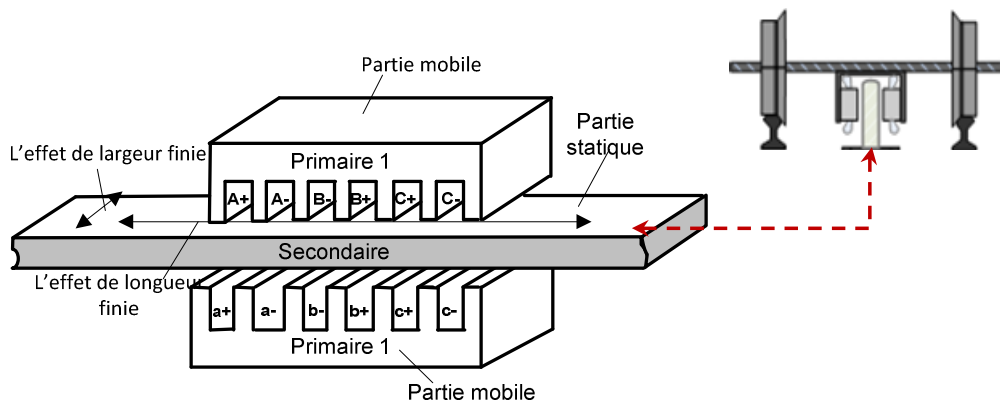 Partie mobile
Partie
statique
L'effet de largeur finie
Primaire 1
A+ A- B- B+ C+ C-
Secondaire
L'effet de longueur
finie
a+ a- b- b+ c+ c-
Primaire 1
Partie mobile